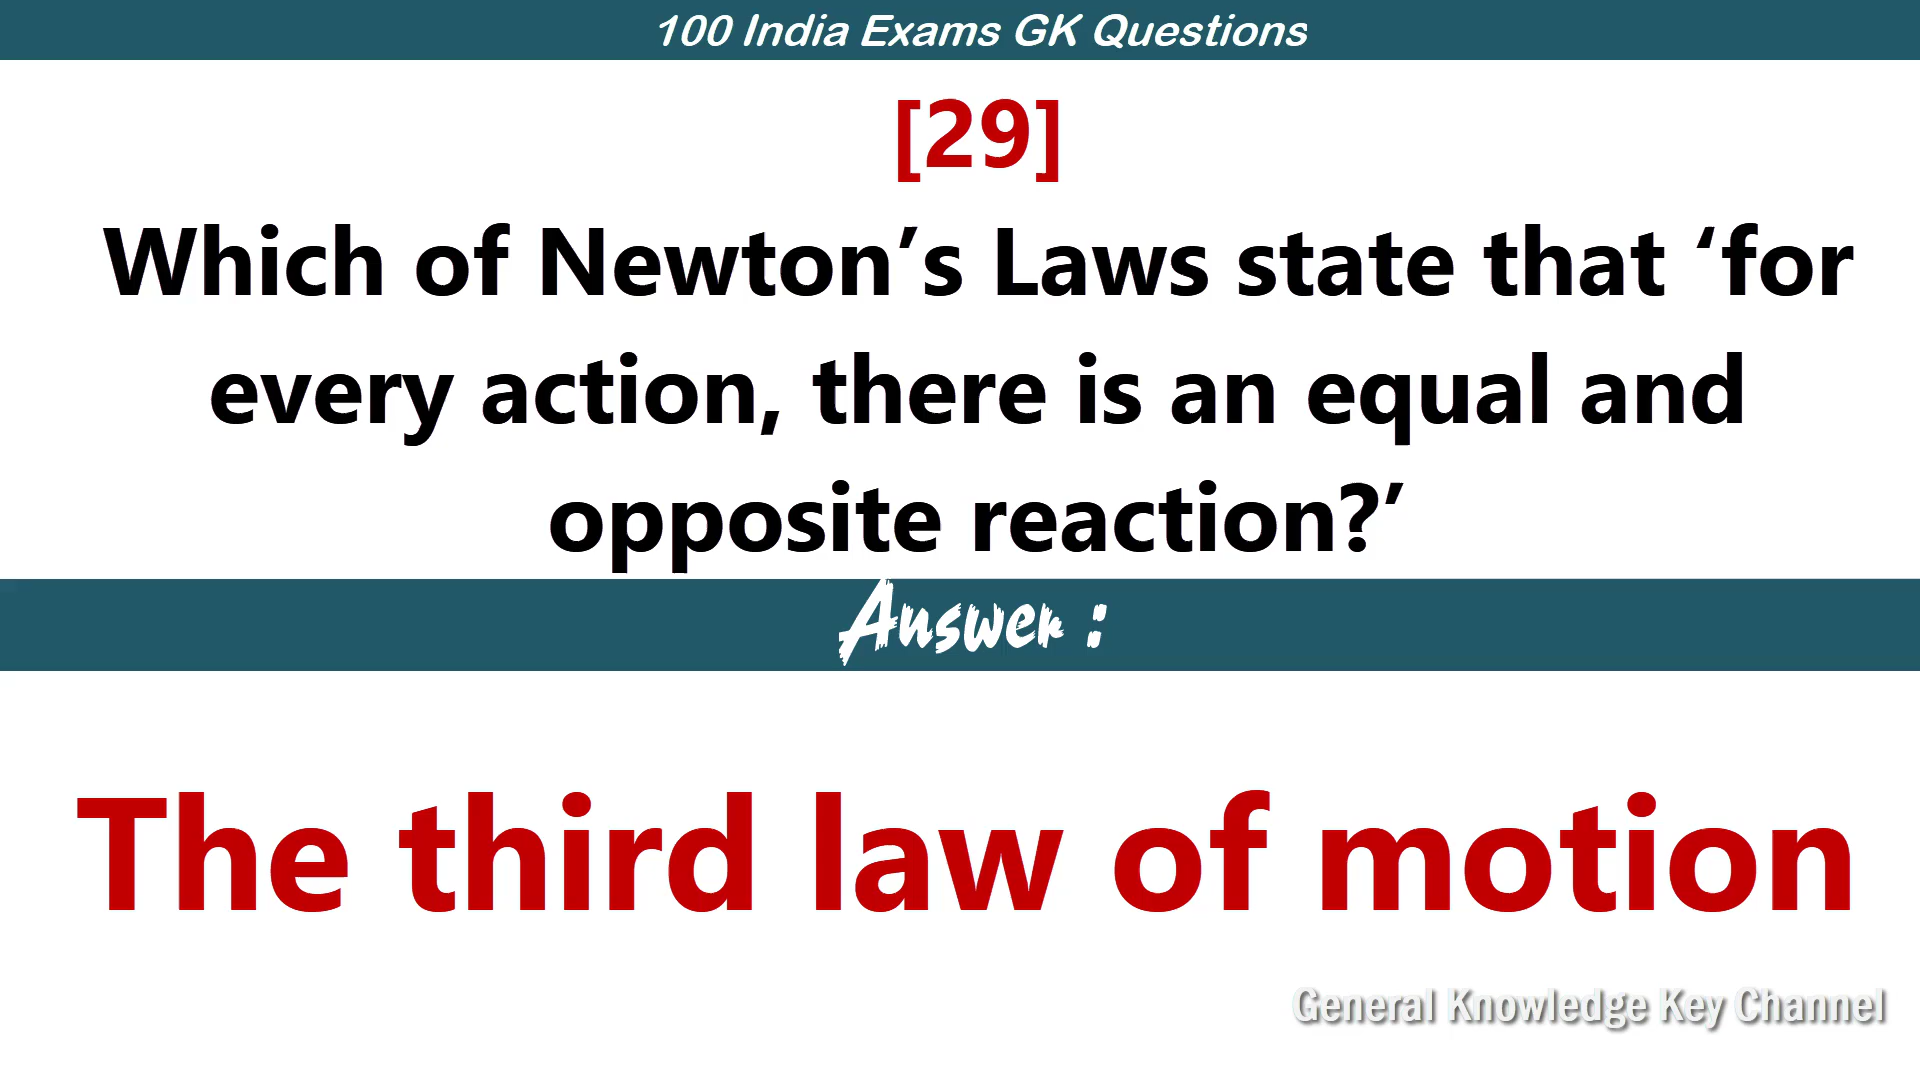 100 India Exams GK Questions
[29]
Which of Newton’s Laws state that ‘for
every action, there is an equal and
opposite reaction?’
Answer :
The third law of motion
General Knowledge Key Channel